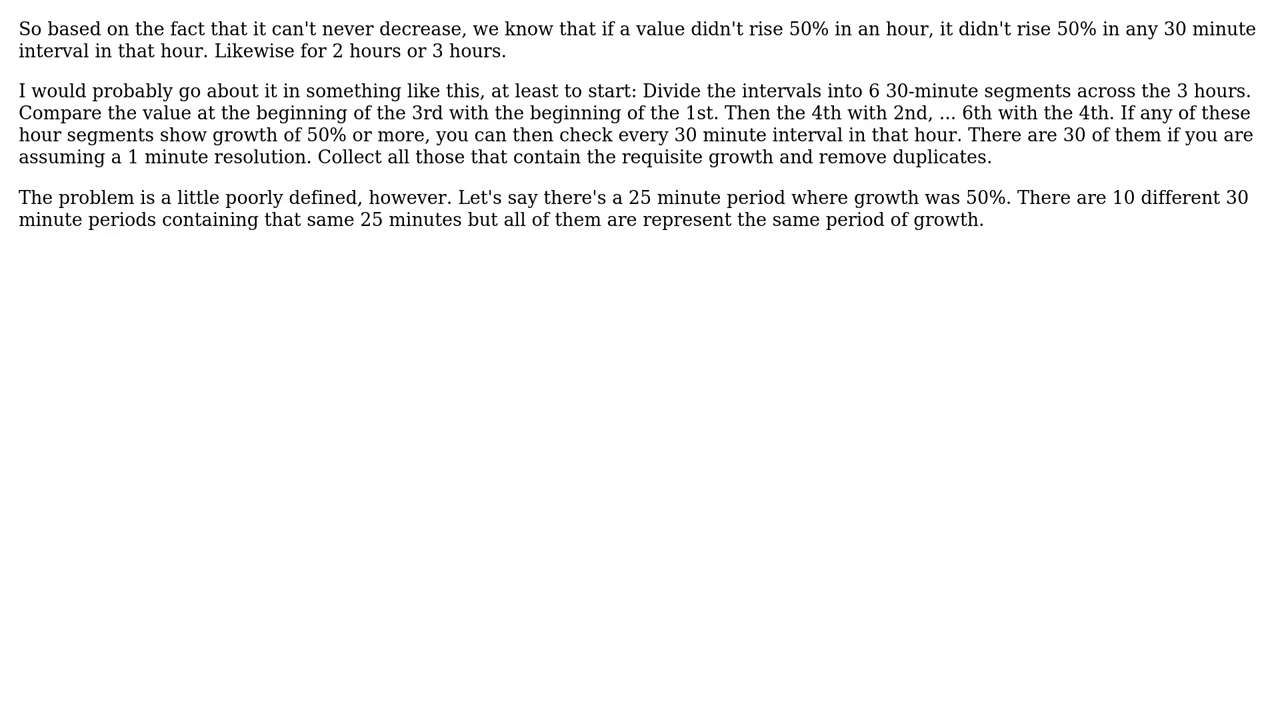 So based on the fact that it can't never decrease, we know that if a value didn't rise 50% in an hour, it didn't rise 50% in any 30 minute
interval in that hour. Likewise for 2 hours or 3 hours.
I would probably go about it in something like this, at least to start: Divide the intervals into 6 30-minute segments across the 3 hours.
Compare the value at the beginning of the 3rd with the beginning of the 1st. Then the 4th with 2nd, ... 6th with the 4th. If any of these
hour segments show growth of 50% or more, you can then check every 30 minute interval in that hour. There are 30 of them if you are
assuming a 1 minute resolution. Collect all those that contain the requisite growth and remove duplicates.
The problem is a little poorly defined, however. Let's say there's a 25 minute period where growth was 50%. There are 10 different 30
minute periods containing that same 25 minutes but all of them are represent the same period of growth.